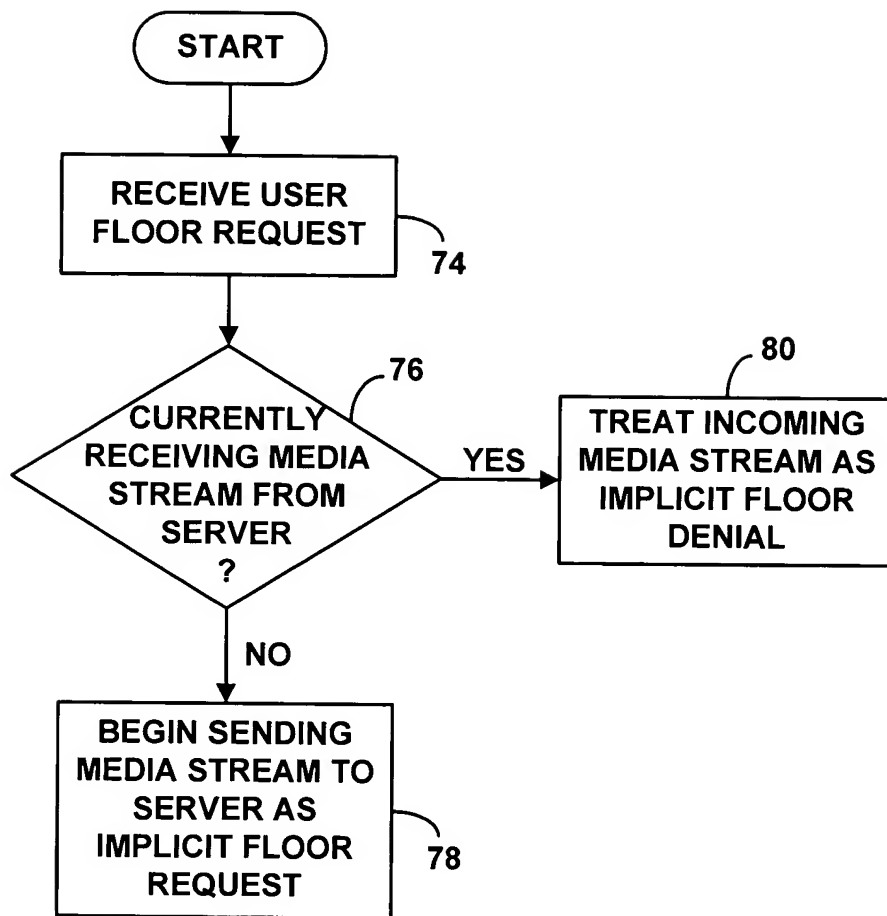 START
RECEIVE USER
FLOOR REQUEST
74
76
CURRENTLY
RECEIVING MEDIA
STREAM FROM
SERVER
?
YES
80
TREAT INCOMING
MEDIA STREAM AS
IMPLICIT FLOOR
DENIAL
NO
BEGIN SENDING
MEDIA STREAM TO
SERVER AS
IMPLICIT FLOOR
REQUEST
78